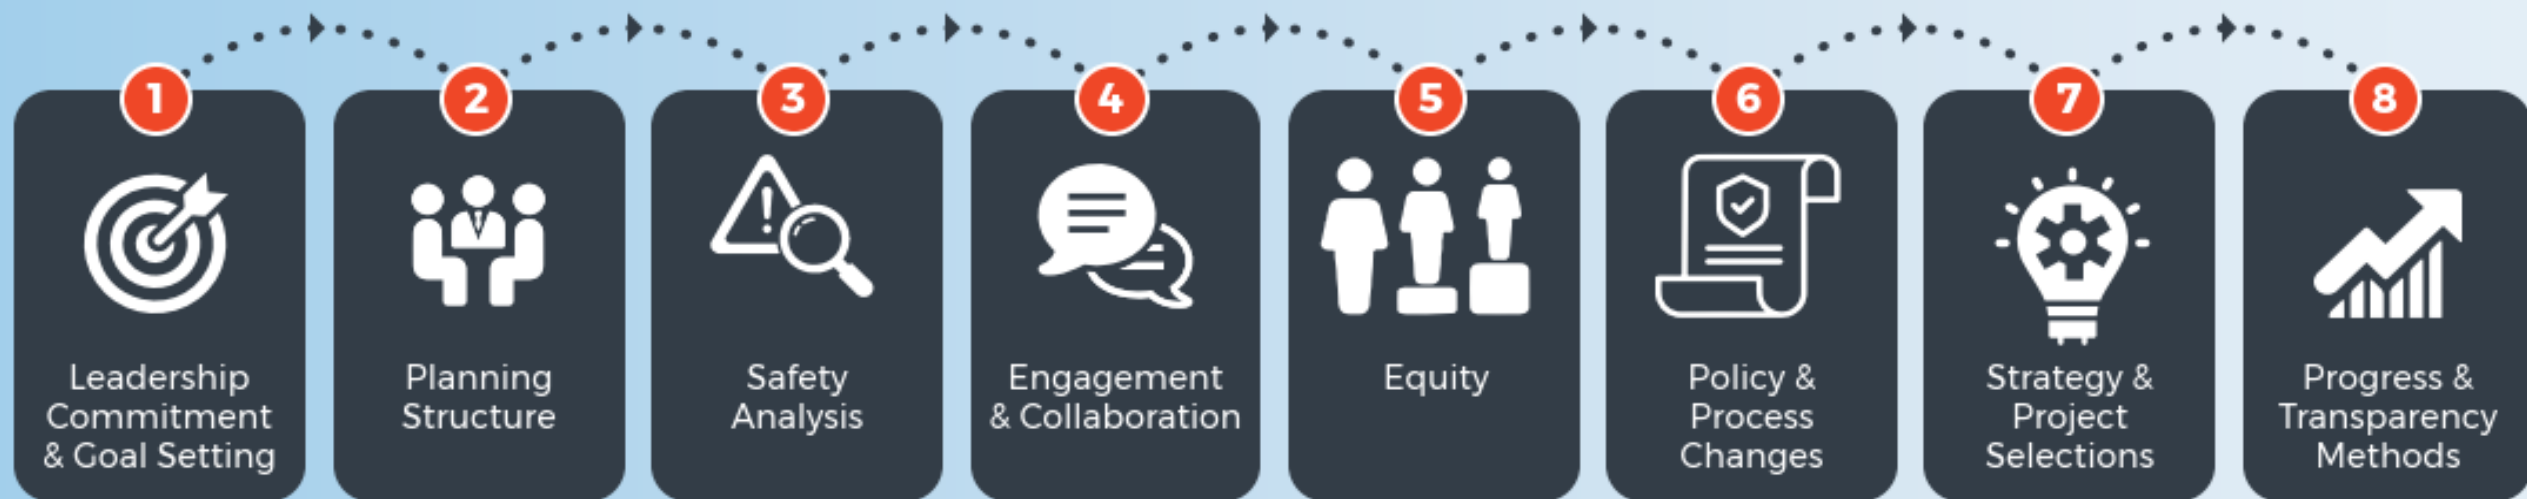 1
Leadership
Commitment
& Goal Setting
2
Planning
Structure
3
Safety
Analysis
4
Engagement
& Collaboration
5
Equity
6
Policy &
Process
Changes
7
Strategy &
Project
Selections
8
Progress &
Transparency
Methods